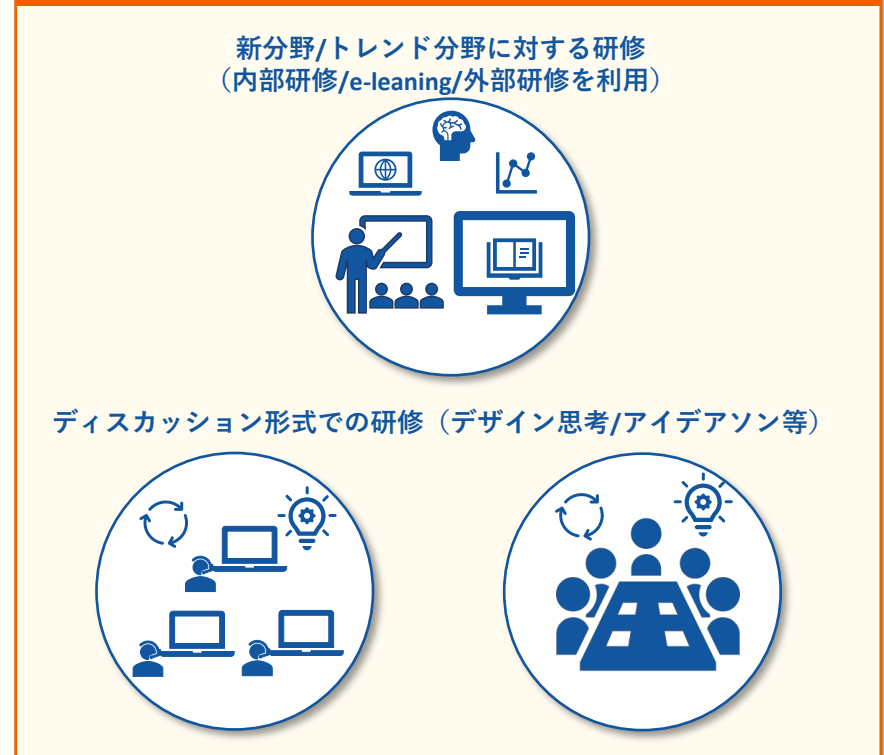 新分野/トレンド分野に対する研修
（内部研修/e-leaning/外部研修を利用）
ディスカッション形式での研修（デザイン思考/アイデアソン等）